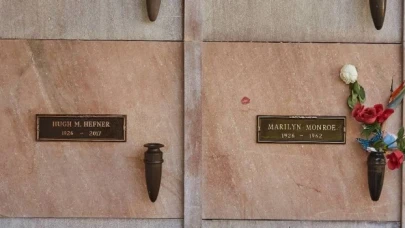 HUGH M. HEFNER
1926 - 2017
MARILYN MONROE
1926 - 1962